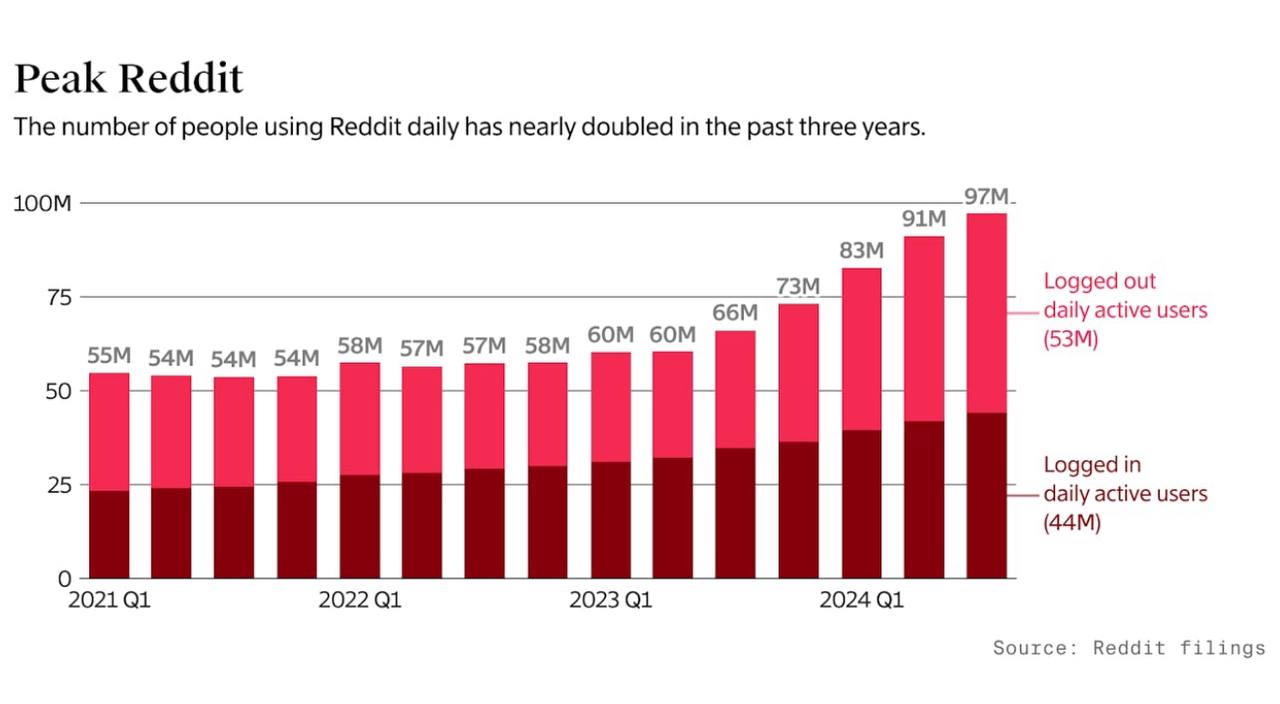 Peak Reddit
The number of people using Reddit daily has nearly doubled in the past three years.
100M
75
50
25
0
55M
54M
54M
54M
58M
57M
57M
58M
60M
60M
66M
73M
83M
91M
97M
Logged out
daily active users
(53M)
Logged in
daily active users
(44M)
2021 Q1
2022 Q1
2023 Q1
2024 Q1
Source: Reddit filings